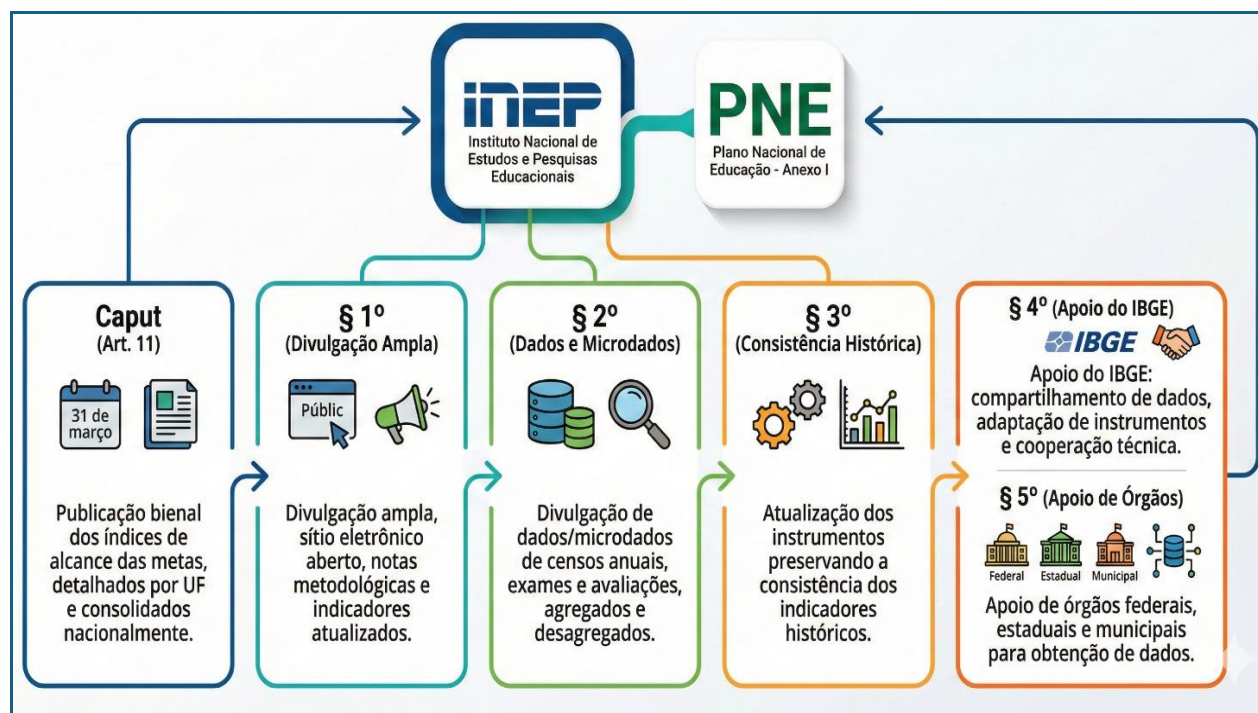 INEP
Instituto Nacional de
Estudos e Pesquisas
Educacionais
PNE
Plano Nacional de
Educação - Anexo I
Caput
(Art. 11)
31 de
março
Publicação bienal
dos índices de
alcance das metas,
detalhados por UF
e consolidados
nacionalmente.
§ 1º
(Divulgação Ampla)
Públic
Divulgação ampla,
sítio eletrônico
aberto, notas
metodológicas e
indicadores
atualizados.
§ 2º
(Dados e Microdados)
Divulgação de
dados/microdados
de censos anuais,
exames e avaliações,
agregados e
desagregados.
§ 3º
(Consistência Histórica)
Atualização dos
instrumentos
preservando a
consistência dos
indicadores
históricos.
§ 4º (Apoio do IBGE)
IBGE
Apoio do IBGE:
compartilhamento de dados,
adaptação de instrumentos
e cooperação técnica.
§ 5º (Apoio de Órgãos)
Federal Estadual Municipal
Apoio de órgãos federais,
estaduais e municipais
para obtenção de dados.